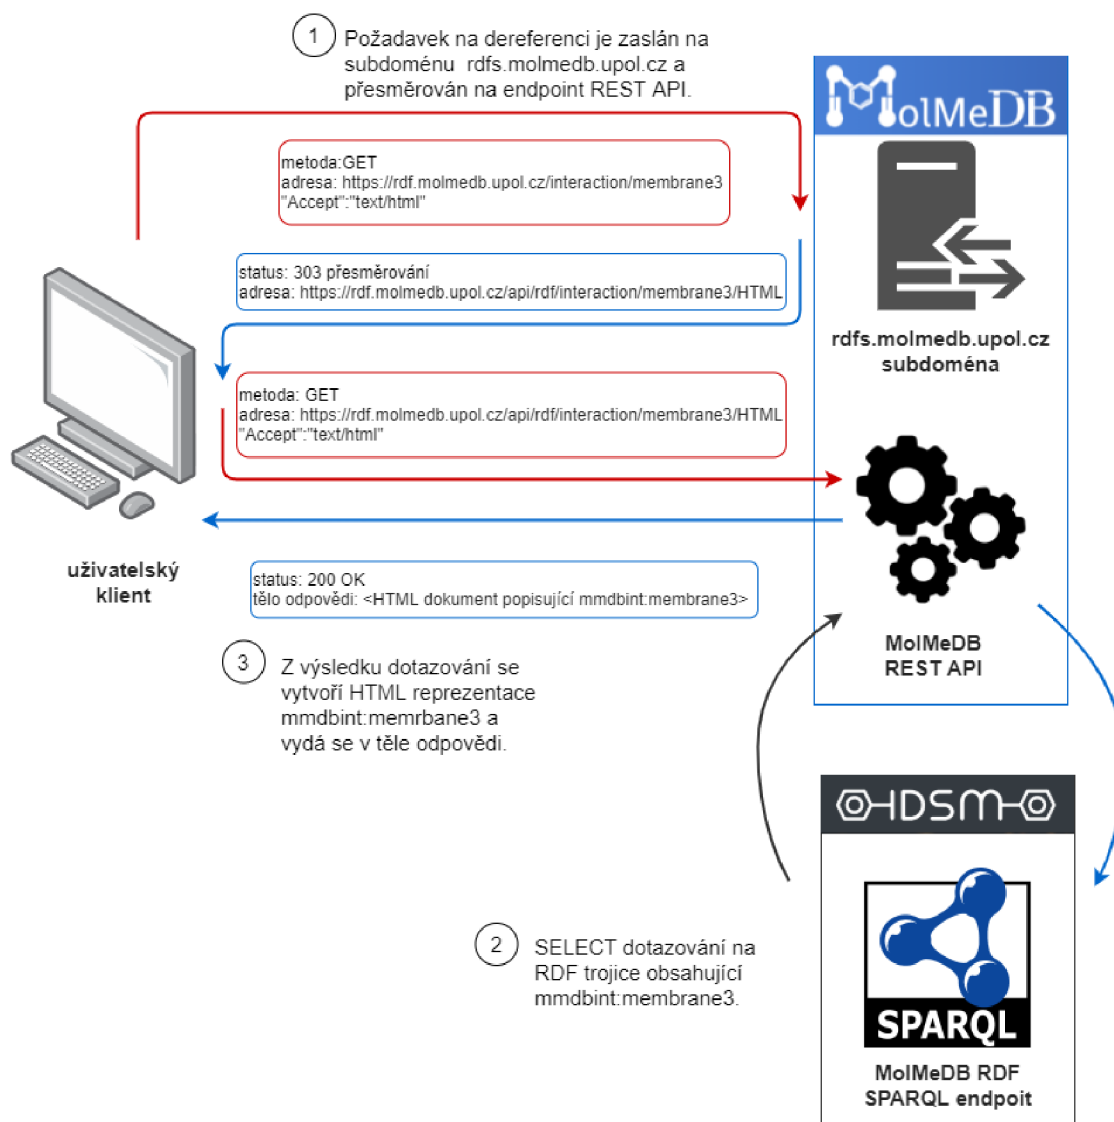 1
Požadavek na dereferenci je zaslán na
subdoménu rdfs.molmedb.upol.cz a
přesměrován na endpoint REST API.
MolMeDB
metoda:GET
adresa: https://rdf.molmedb.upol.cz/interaction/membrane3
"Accept":"text/html"
status: 303 přesměrování
adresa: https://rdf.molmedb.upol.cz/api/rdf/interaction/membrane3/HTML
rdfs.molmedb.upol.cz
subdoména
metoda: GET
adresa: https://rdf.molmedb.upol.cz/api/rdf/interaction/membrane3/HTML
"Accept":"text/html"
uživatelský
klient
status: 200 OK
tělo odpovědi: <HTML dokument popisující mmdbint:membrane3>
MolMeDB
REST API
3
Z výsledku dotazování se
vytvoří HTML reprezentace
mmdbint:memrbane3 a
vydá se v těle odpovědi.
IDSM
2
SELECT dotazování na
RDF trojice obsahující
mmdbint:membrane3.
SPARQL
MolMeDB RDF
SPARQL endpoit